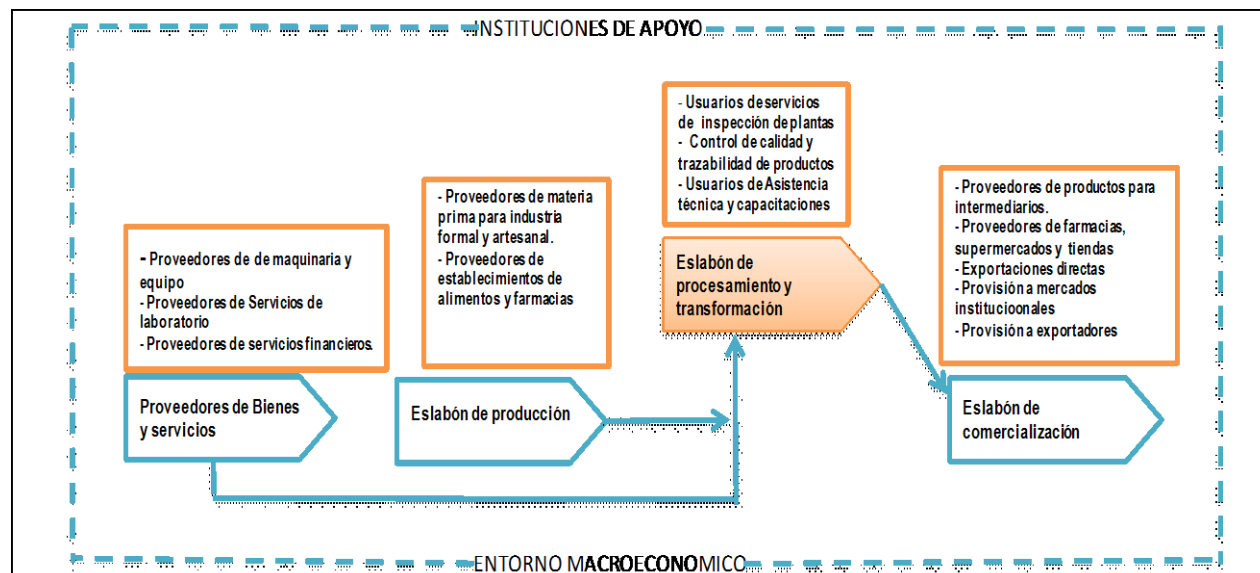 INSTITUCIONES DE APOYO
- Usuarios de servicios
de inspección de plantas
- Control de calidad y
trazabilidad de productos
- Usuarios de Asistencia
técnica y capacitaciones
- Proveedores de productos para
intermediarios.
- Proveedores de farmacias,
supermercados y tiendas
- Exportaciones directas
- Provisión a mercados
institucioonales
- Provisión a exportadores
- Proveedores de materia
prima para industria
formal y artesanal.
- Proveedores de
establecimientos de
alimentos y farmacias
- Proveedores de de maquinaria y
equipo
- Proveedores de Servicios de
laboratorio
- Proveedores de servicios financieros.
Eslabón de
procesamiento y
transformación
Proveedores de Bienes
y servicios
Eslabón de producción
Eslabón de
comercialización
ENTORNO MACROECONOMICO